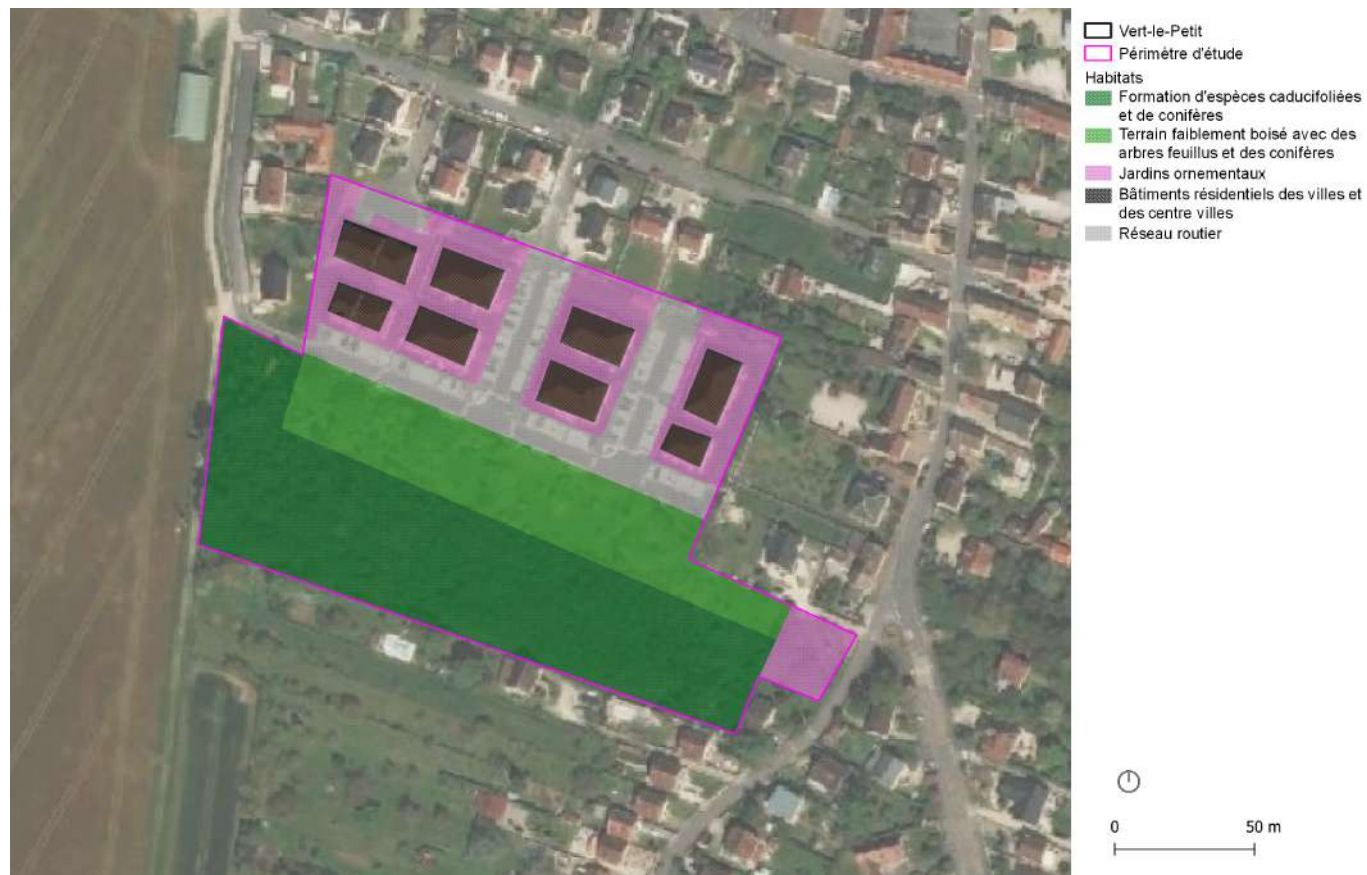 Vert-le-Petit
Périmètre d'étude
Habitats
Formation d'espèces caducifoliées
et de conifères
Terrain faiblement boisé avec des
arbres feuillus et des conifères
Jardins ornementaux
Bâtiments résidentiels des villes et
des centre villes
Réseau routier
0 50 m